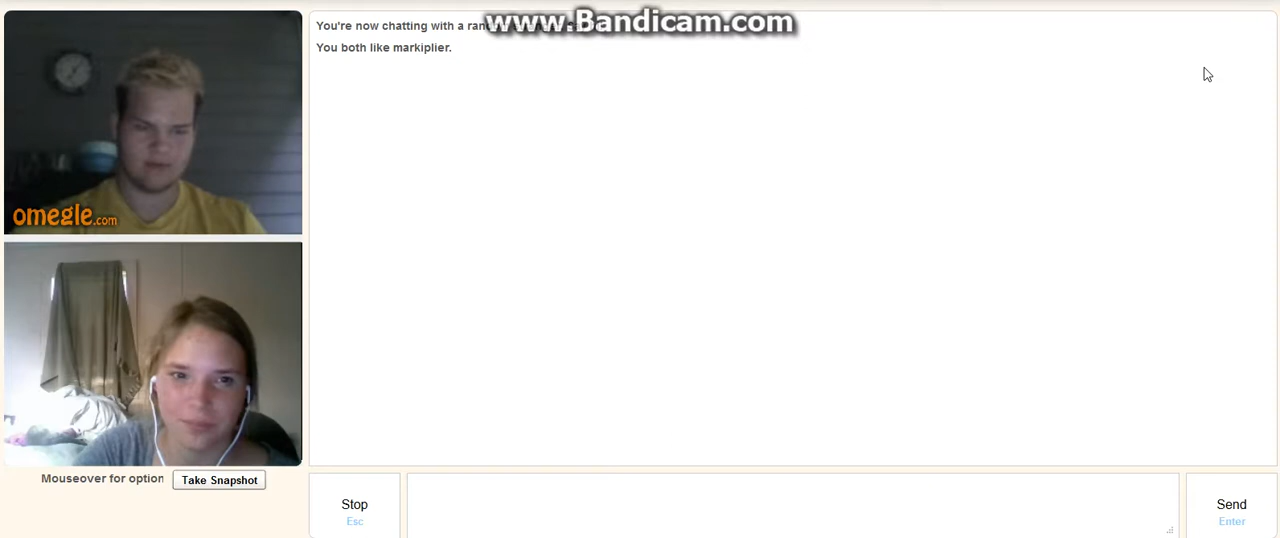 www.Bandicam.com
You're now chatting with a
You both like markiplier.
omegle.com
Mouseover for option
Take Snapshot
Stop
Esc
Send
Enter